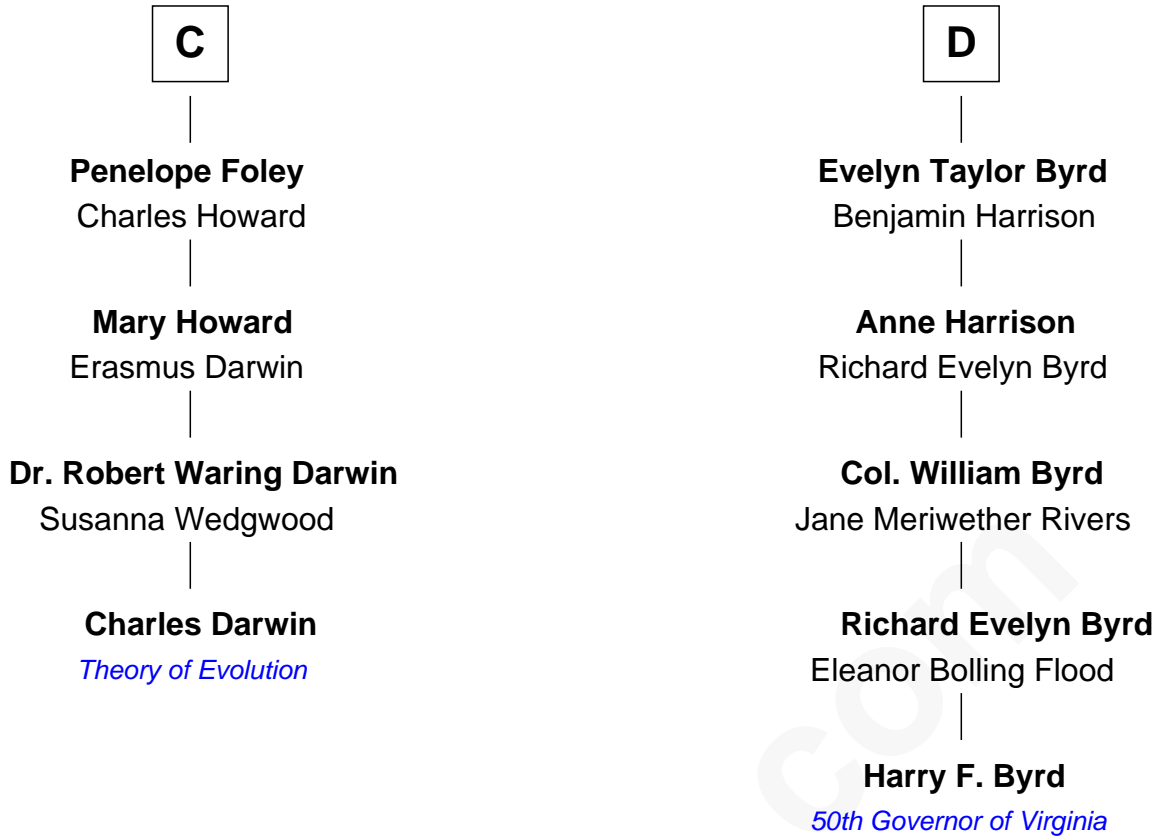 C
Penelope Foley
Charles Howard
Mary Howard
Erasmus Darwin
Dr. Robert Waring Darwin
Susanna Wedgwood
Charles Darwin
Theory of Evolution
D
Evelyn Taylor Byrd
Benjamin Harrison
Anne Harrison
Richard Evelyn Byrd
Col. William Byrd
Jane Meriwether Rivers
Richard Evelyn Byrd
Eleanor Bolling Flood
Harry F. Byrd
50th Governor of Virginia
com